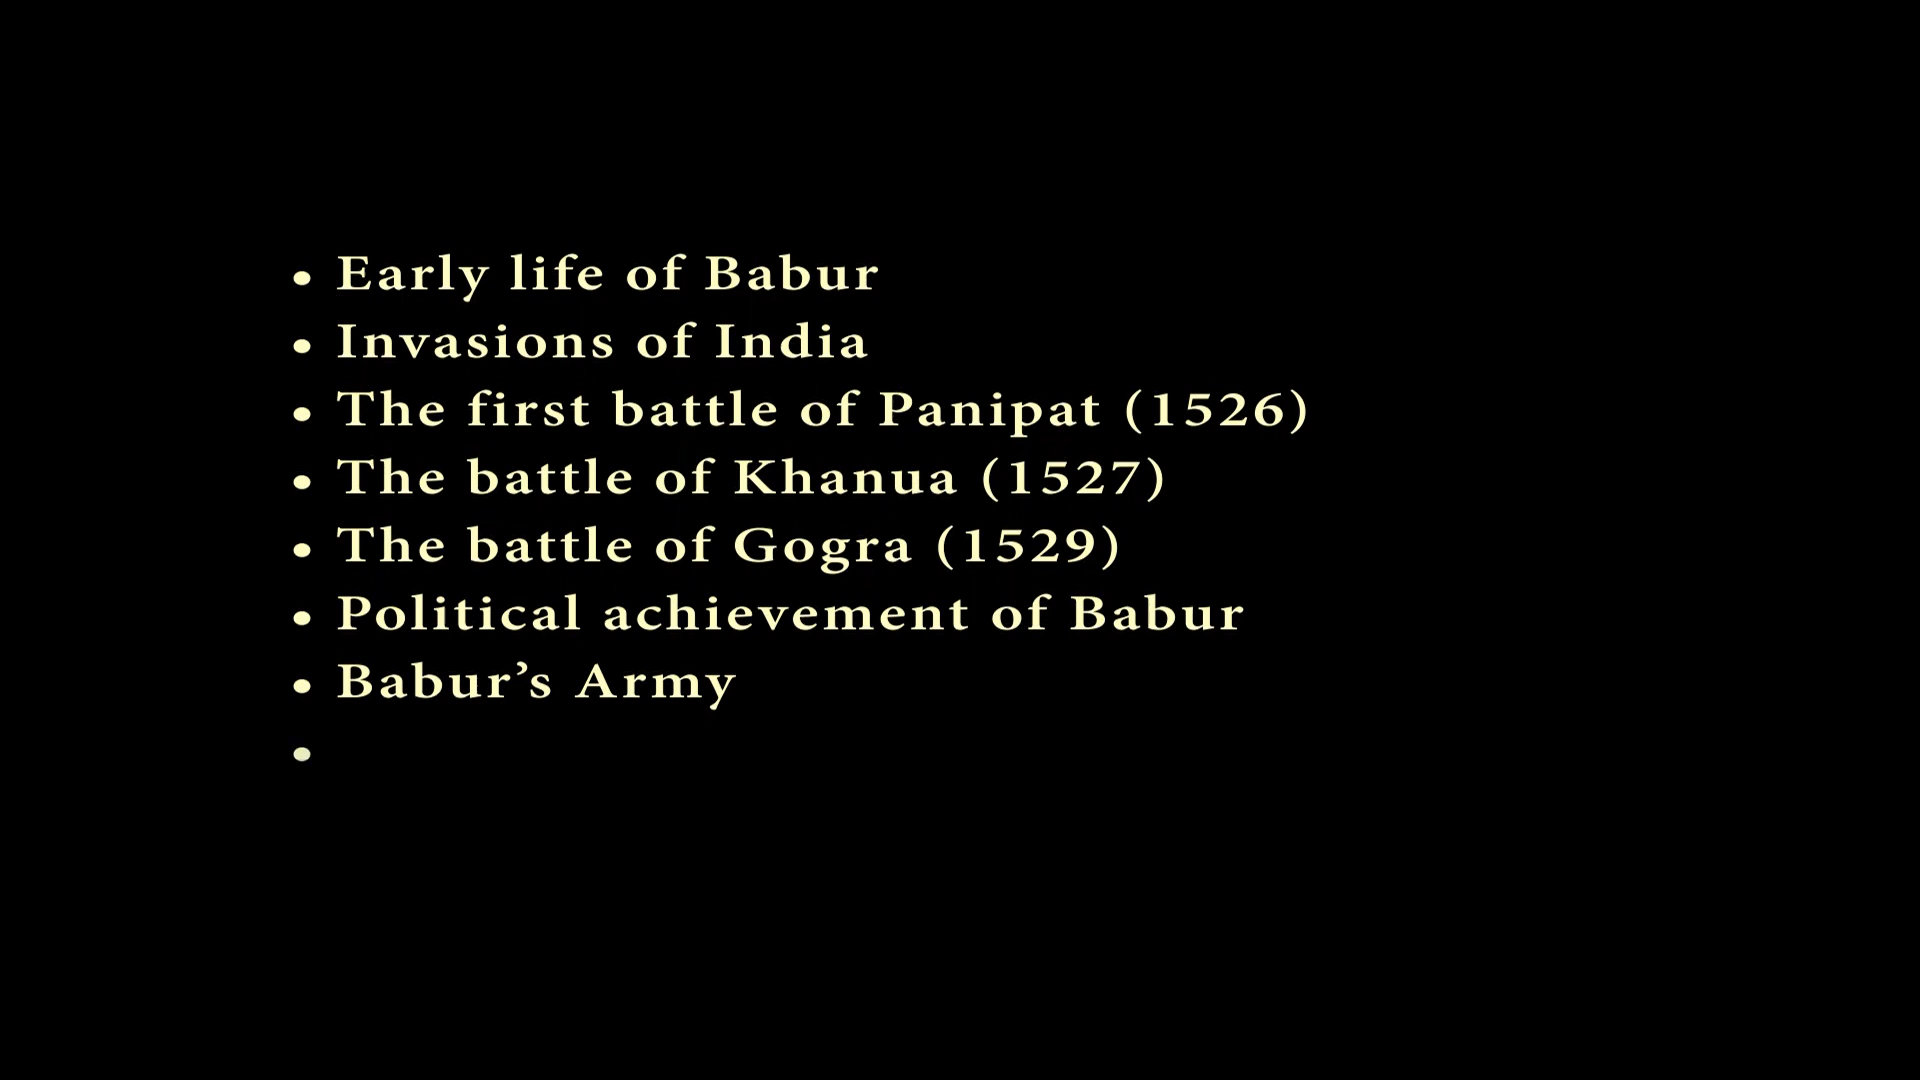 • Early life of Babur
• Invasions of India
• The first battle of Panipat (1526)
• The battle of Khanua (1527)
• The battle of Gogra (1529)
• Political achievement of Babur
• Babur’s Army
•